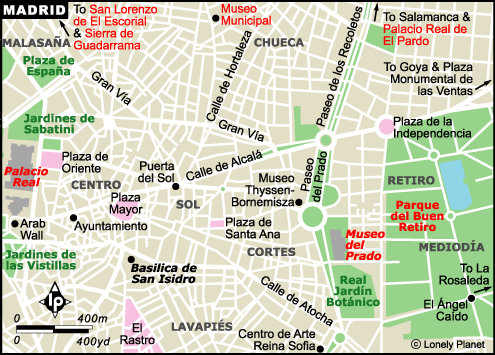 MADRID
To San Lorenzo
de El Escorial
& Sierra de
Guadarrama
Museo
Municipal
To Salamanca &
Palacio Real de
El Pardo
MALASAÑA
CHUECA
Plaza de
España
Calle de Hortaleza
Paseo de los Recoletos
To Goya & Plaza
Monumental de
las Ventas
Gran Vía
Gran Vía
Jardines de
Sabatini
Plaza de la
Independencia
Calle de Alcalá
Plaza de
Oriente
Puerta
del Sol
Museo
Thyssen-
Bornemisza
Paseo
del Prado
Palacio
Real
CENTRO
RETIRO
Plaza
Mayor
SOL
Parque
del Buen
Retiro
Arab
Wall
Ayuntamiento
Plaza de
Santa Ana
Museo
del
Prado
MEDIODÍA
Jardines de
las Vistillas
Basilica de
San Isidro
CORTES
To La
Rosaleda
Real
Jardín
Botánico
Calle de Atocha
El Ángel
Caído
lp
0 400m
0 400yd
El
Rastro
LAVAPIÉS
Centro de Arte
Reina Sofia
© Lonely Planet